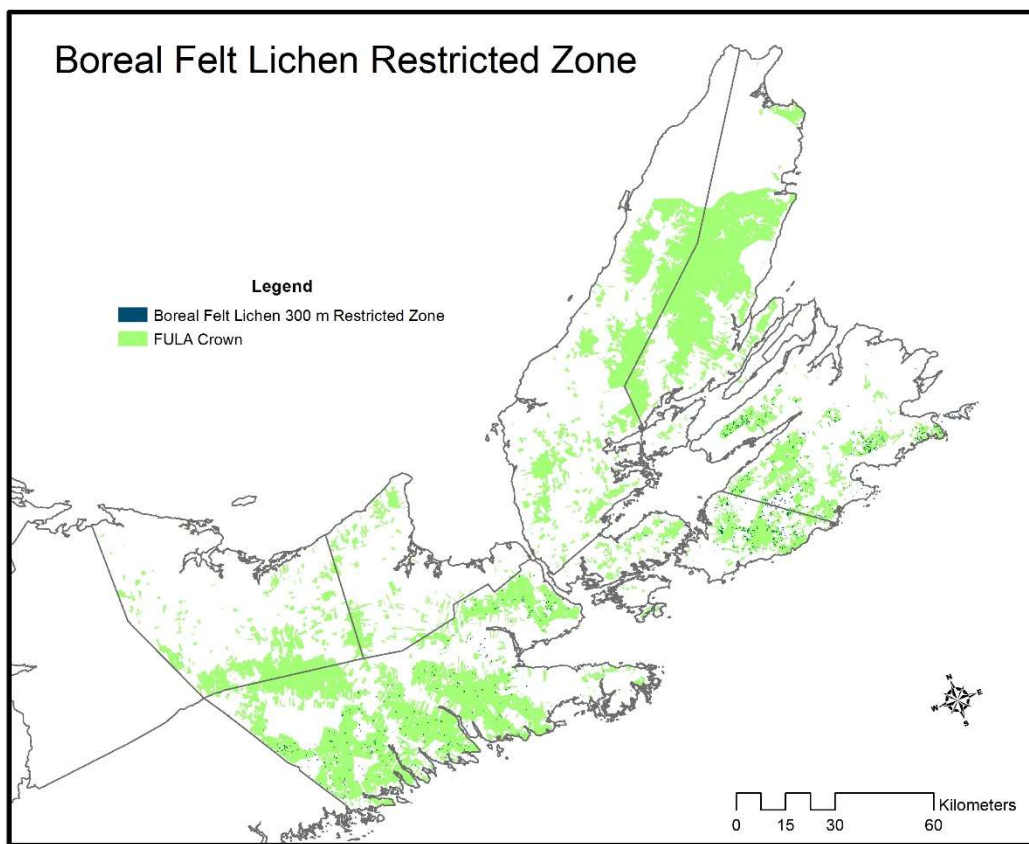 Boreal Felt Lichen Restricted Zone
Legend
Boreal Felt Lichen 300 m Restricted Zone
FULA Crown
N
W E
S
Kilometers
0 15 30 60